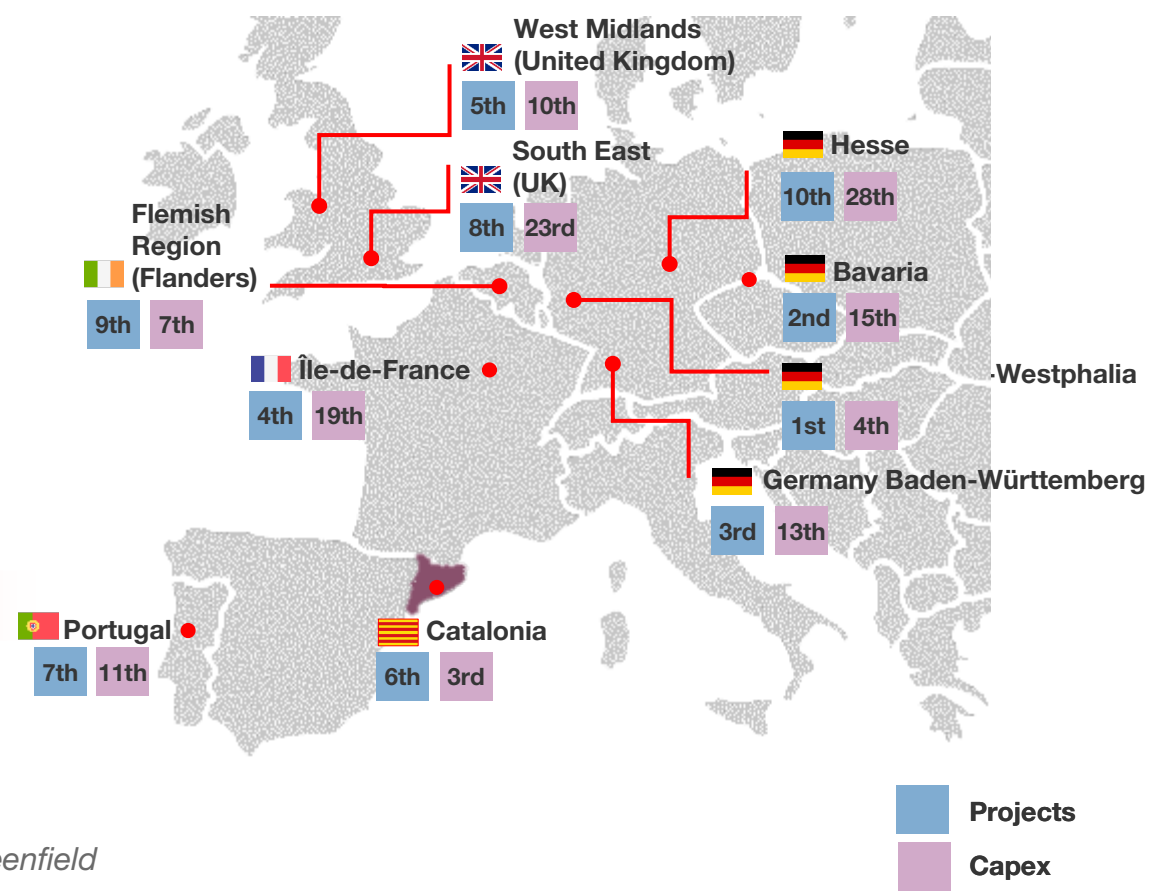 West Midlands
(United Kingdom)
5th 10th
South East
(UK)
8th 23rd
Hesse
10th 28th
Flemish
Region
(Flanders)
9th 7th
Bavaria
2nd 15th
Île-de-France
4th 19th
-Westphalia
1st 4th
Germany Baden-Württemberg
3rd 13th
Portugal
7th 11th
Catalonia
6th 3rd
Projects
Capex
eenfield